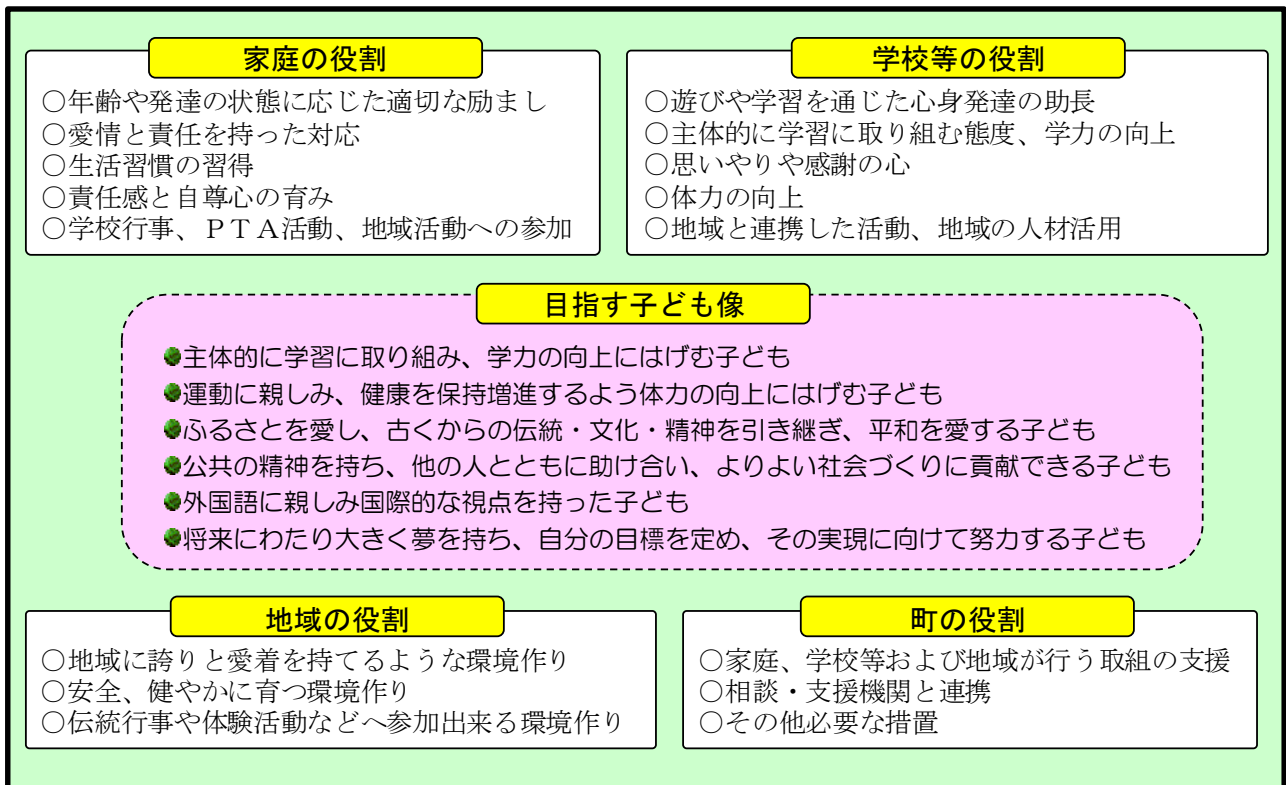 家庭の役割
○年齢や発達の状態に応じた適切な励まし
○愛情と責任を持った対応
○生活習慣の習得
○責任感と自尊心の育み
○学校行事、ＰＴＡ活動、地域活動への参加
学校等の役割
○遊びや学習を通じた心身発達の助長
○主体的に学習に取り組む態度、学力の向上
○思いやりや感謝の心
○体力の向上
○地域と連携した活動、地域の人材活用
目指す子ども像
●主体的に学習に取り組み、学力の向上にはげむ子ども
●運動に親しみ、健康を保持増進するよう体力の向上にはげむ子ども
●ふるさとを愛し、古くからの伝統・文化・精神を引き継ぎ、平和を愛する子ども
●公共の精神を持ち、他の人とともに助け合い、よりよい社会づくりに貢献できる子ども
●外国語に親しみ国際的な視点を持った子ども
●将来にわたり大きく夢を持ち、自分の目標を定め、その実現に向けて努力する子ども
地域の役割
○地域に誇りと愛着を持てるような環境作り
○安全、健やかに育つ環境作り
○伝統行事や体験活動などへ参加出来る環境作り
町の役割
○家庭、学校等および地域が行う取組の支援
○相談・支援機関と連携
○その他必要な措置